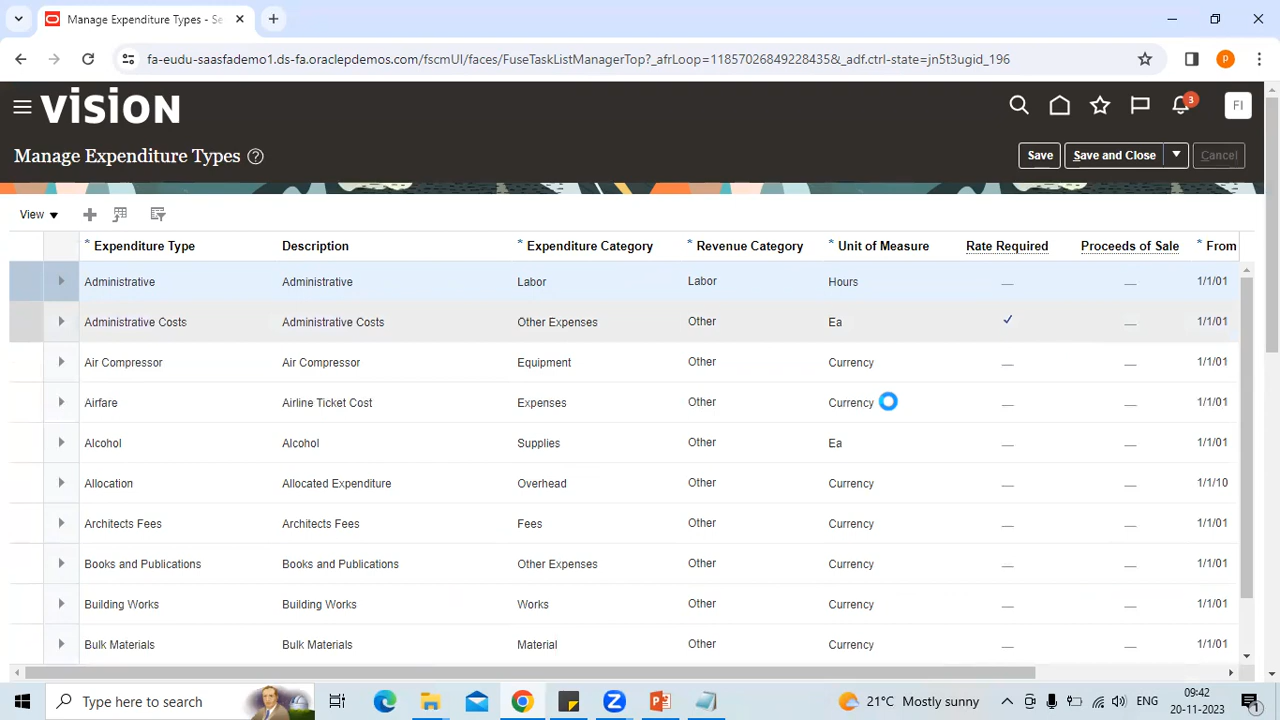 Manage Expenditure Types - Se
fa-eudu-saasfademo1.ds-fa.oraclepdemos.com/fscmUI/faces/FuseTaskListManagerTop?_afrLoop=11857026849228435&_adf.ctrl-state=jn5t3ugid_196
P
VISION
3
FI
Manage Expenditure Types ?
Save Save and Close Cancel
View
* Expenditure Type Description * Expenditure Category * Revenue Category * Unit of Measure Rate Required Proceeds of Sale * From
Administrative Administrative Labor Labor Hours 1/1/01
Administrative Costs Administrative Costs Other Expenses Other Ea 1/1/01
Air Compressor Air Compressor Equipment Other Currency 1/1/01
Airfare Airline Ticket Cost Expenses Other Currency 1/1/01
Alcohol Alcohol Supplies Other Ea 1/1/01
Allocation Allocated Expenditure Overhead Other Currency 1/1/10
Architects Fees Architects Fees Fees Other Currency 1/1/01
Books and Publications Books and Publications Other Expenses Other Currency 1/1/01
Building Works Building Works Works Other Currency 1/1/01
Bulk Materials Bulk Materials Material Other Currency 1/1/01
Type here to search
21°C Mostly sunny
ENG
09:42
20-11-2023
1